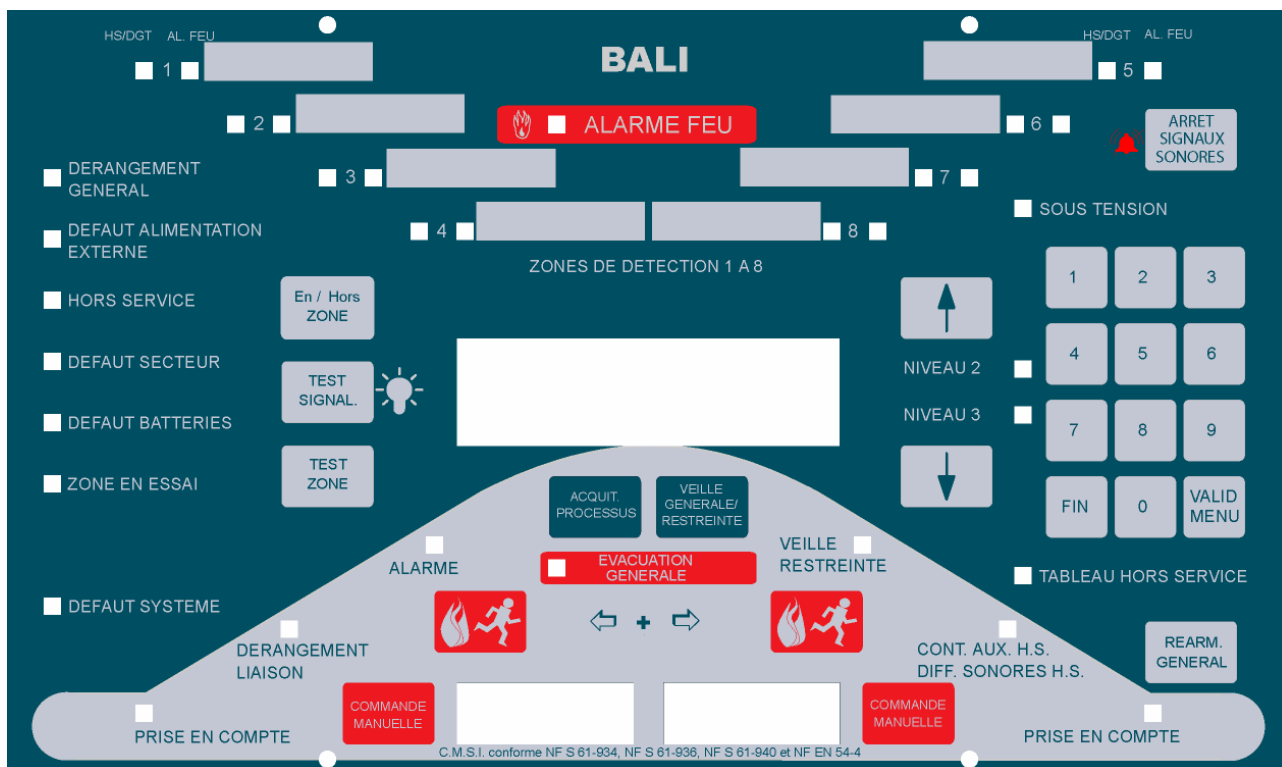 HS/DGT AL. FEU
1
BALI
HS/DGT AL. FEU
5
2
ALARME FEU
6
ARRET
SIGNAUX
SONORES
DERANGEMENT
GENERAL
3
7
SOUS TENSION
DEFAUT ALIMENTATION
EXTERNE
4
8
ZONES DE DETECTION 1 A 8
HORS SERVICE
En / Hors
ZONE
1
2
3
DEFAUT SECTEUR
TEST
SIGNAL.
NIVEAU 2
4
5
6
DEFAUT BATTERIES
NIVEAU 3
7
8
9
ZONE EN ESSAI
TEST
ZONE
ACQUIT.
PROCESSUS
VEILLE
GENERALE/
RESTREINTE
FIN
0
VALID
MENU
ALARME
EVACUATION
GENERALE
VEILLE
RESTREINTE
TABLEAU HORS SERVICE
DEFAUT SYSTEME
+
DERANGEMENT
LIAISON
CONT. AUX. H.S.
DIFF. SONORES H.S.
REARM.
GENERAL
PRISE EN COMPTE
COMMANDE
MANUELLE
COMMANDE
MANUELLE
PRISE EN COMPTE
C.M.S.I. conforme NF S 61-934, NF S 61-936, NF S 61-940 et NF EN 54-4